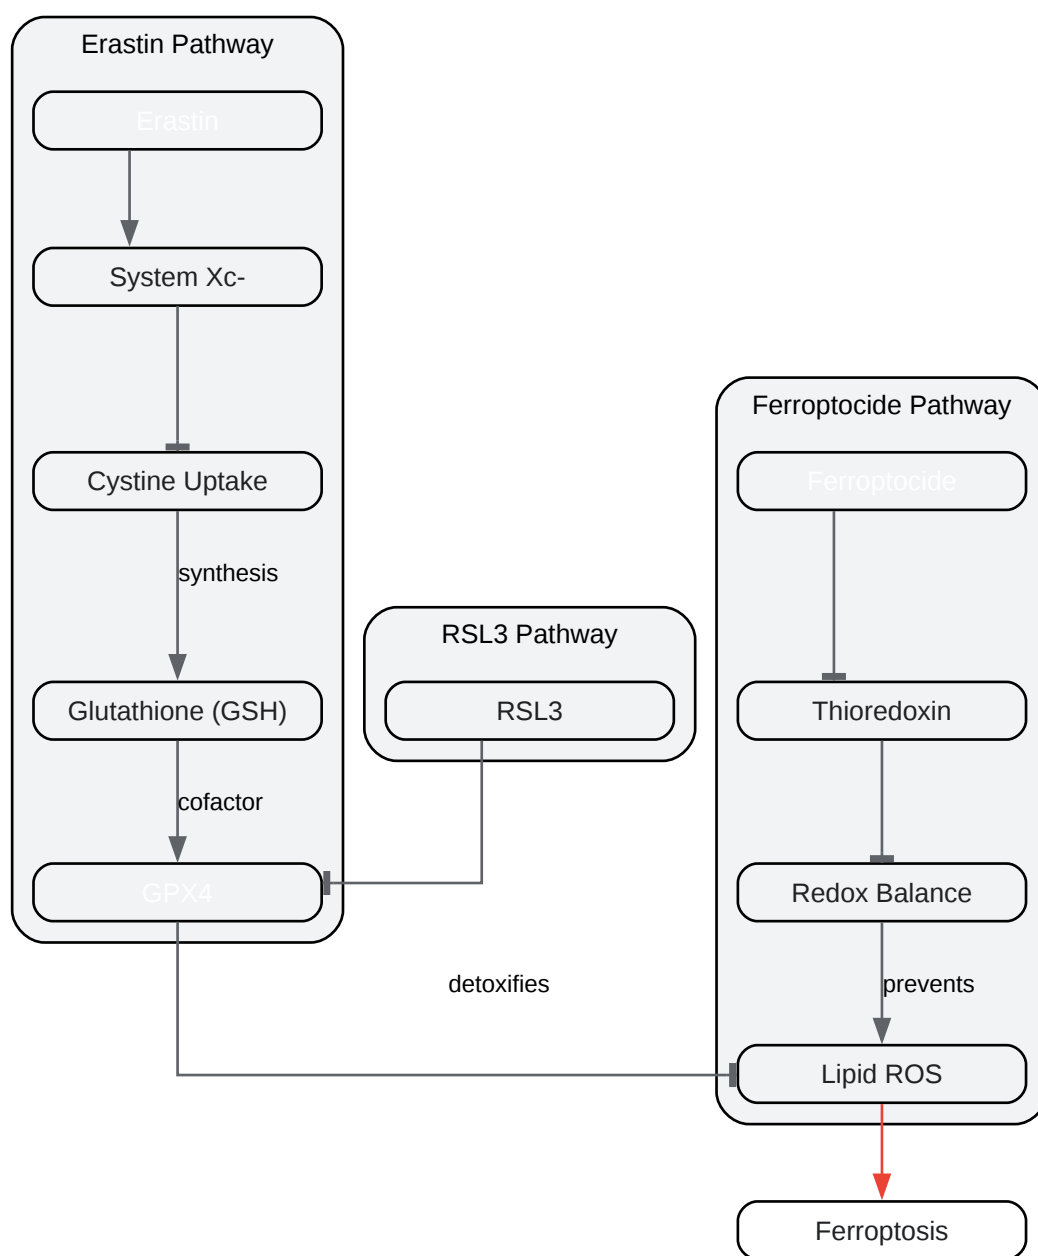 Erastin Pathway
Erastin
System Xc-
Cystine Uptake
synthesis
Glutathione (GSH)
cofactor
GPX4
RSL3 Pathway
RSL3
detoxifies
Ferroptocide Pathway
Ferroptocide
Thioredoxin
Redox Balance
prevents
Lipid ROS
Ferroptosis